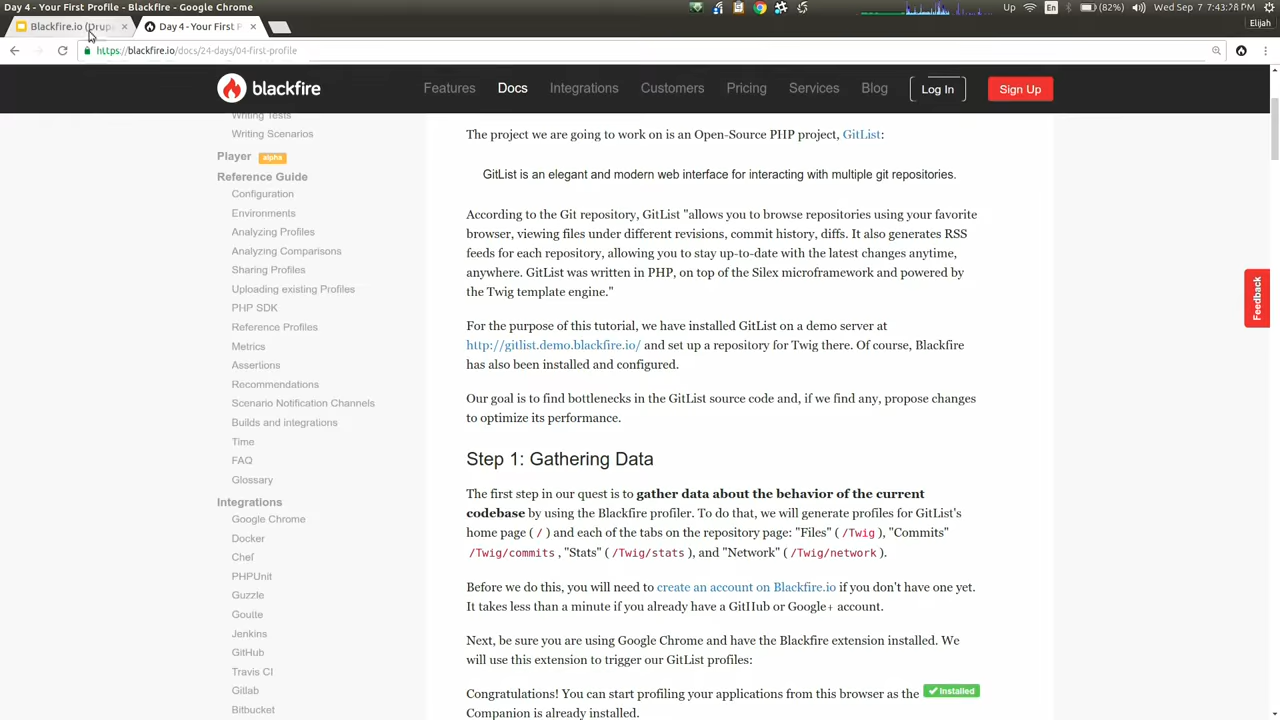 Day 4 - Your First Profile - Blackfire - Google Chrome
Up
En
(82%)
Up Sep 7 7:43:28 PM
Blackfire.io (Drup
Day 4 - Your First P
Elijah
https://blackfire.io/docs/24-days/04-first-profile
blackfire
Features
Docs
Integrations
Customers
Pricing
Services
Blog
Log In
Sign Up
Writing Tests
Writing Scenarios
Player alpha
Reference Guide
Configuration
Environments
Analyzing Profiles
Analyzing Comparisons
Sharing Profiles
Uploading existing Profiles
PHP SDK
Reference Profiles
Metrics
Assertions
Recommendations
Scenario Notification Channels
Builds and integrations
Time
FAQ
Glossary
Integrations
Google Chrome
Docker
Chef
PHPUnit
Guzzle
Goutte
Jenkins
GitHub
Travis CI
Gitlab
Bitbucket
The project we are going to work on is an Open-Source PHP project, GitList:
GitList is an elegant and modern web interface for interacting with multiple git repositories.
According to the Git repository, GitList "allows you to browse repositories using your favorite
browser, viewing files under different revisions, commit history, diffs. It also generates RSS
feeds for each repository, allowing you to stay up-to-date with the latest changes anytime,
anywhere. GitList was written in PHP, on top of the Silex microframework and powered by
the Twig template engine."
For the purpose of this tutorial, we have installed GitList on a demo server at
http://gitlist.demo.blackfire.io/ and set up a repository for Twig there. Of course, Blackfire
has also been installed and configured.
Our goal is to find bottlenecks in the GitList source code and, if we find any, propose changes
to optimize its performance.
Step 1: Gathering Data
The first step in our quest is to gather data about the behavior of the current
codebase by using the Blackfire profiler. To do that, we will generate profiles for GitList's
home page ( / ) and each of the tabs on the repository page: "Files" ( /Twig ), "Commits"
/Twig/commits , "Stats" ( /Twig/stats ), and "Network" ( /Twig/network ).
Before we do this, you will need to create an account on Blackfire.io if you don't have one yet.
It takes less than a minute if you already have a GitHub or Google+ account.
Next, be sure you are using Google Chrome and have the Blackfire extension installed. We
will use this extension to trigger our GitList profiles:
Congratulations! You can start profiling your applications from this browser as the ✓ Installed
Companion is already installed.
Feedback